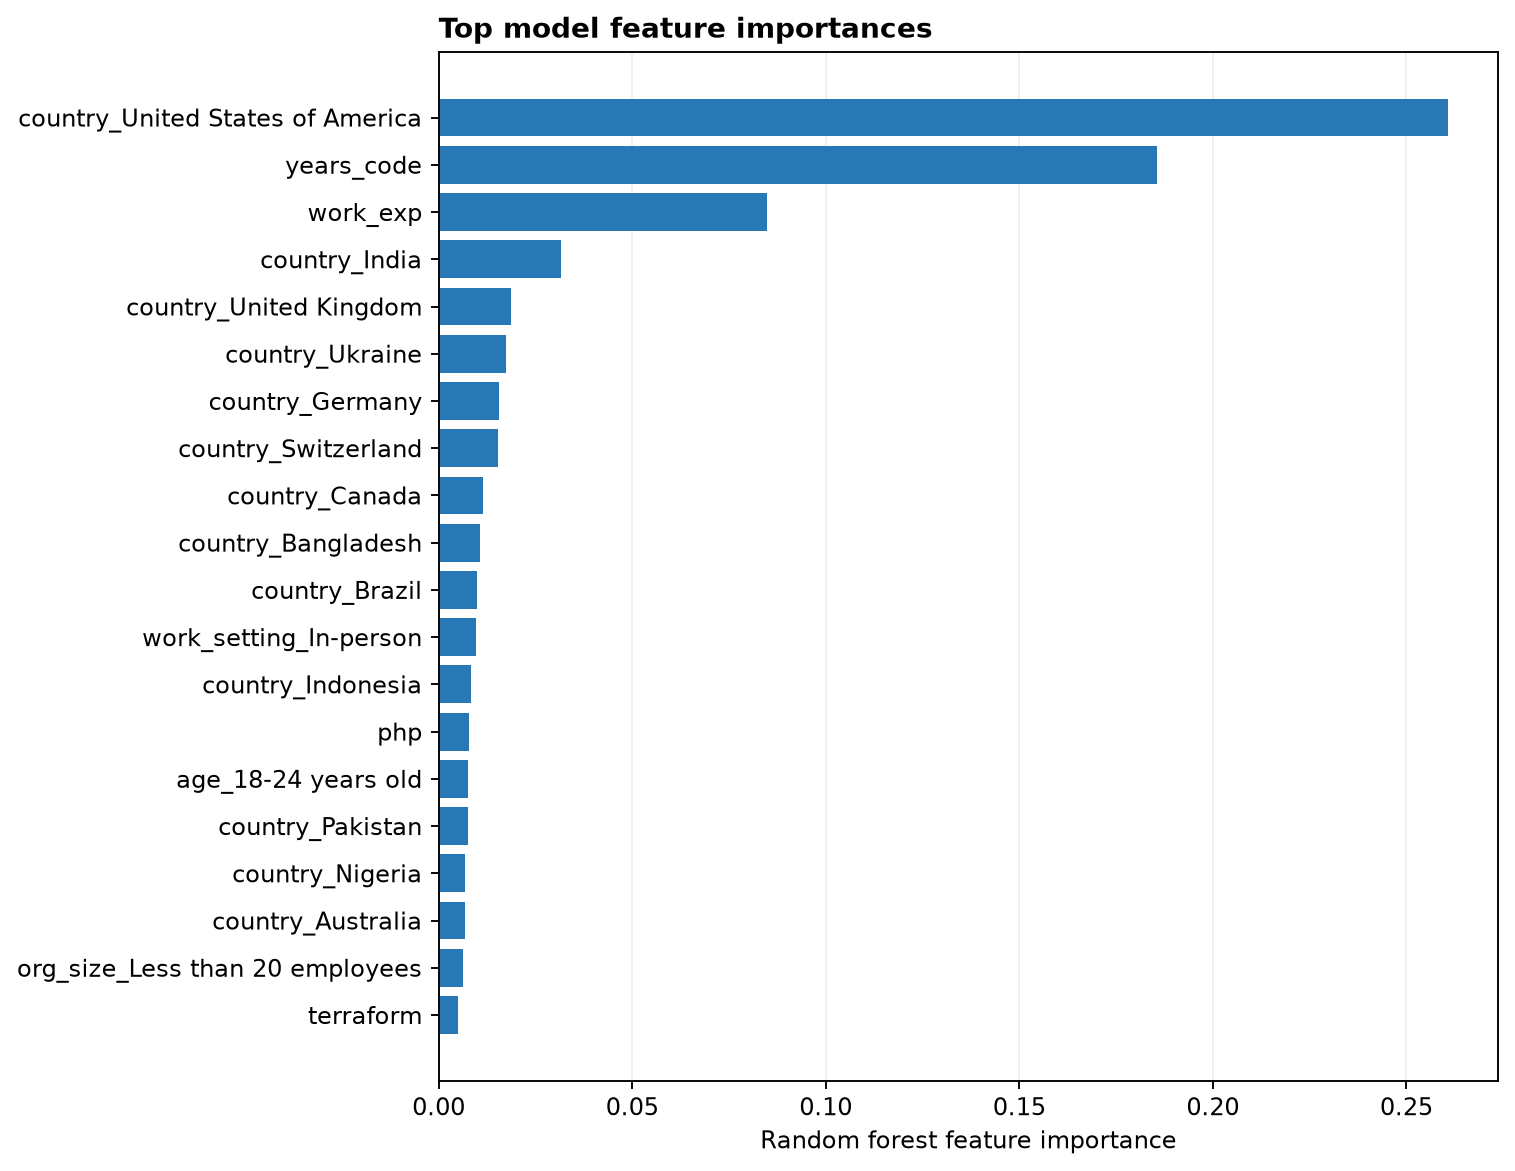 Top model feature importances
country_United States of America
years_code
work_exp
country_India
country_United Kingdom
country_Ukraine
country_Germany
country_Switzerland
country_Canada
country_Bangladesh
country_Brazil
work_setting_In-person
country_Indonesia
php
age_18-24 years old
country_Pakistan
country_Nigeria
country_Australia
org_size_Less than 20 employees
terraform
0.00 0.05 0.10 0.15 0.20 0.25
Random forest feature importance